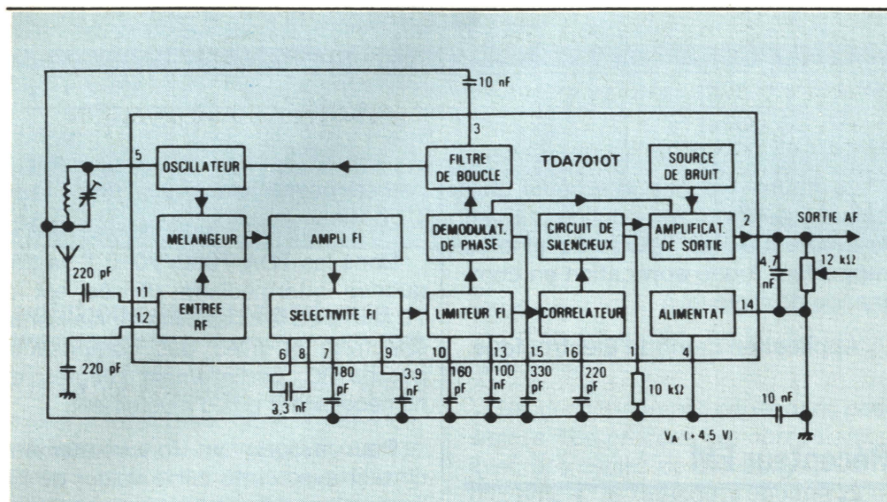 10 nF
3
TDA7010T
5
OSCILLATEUR
FILTRE
DE BOUCLE
SOURCE
DE BRUIT
MELANGEUR
AMPLI FI
DEMODULAT.
DE PHASE
CIRCUIT DE
SILENCIEUX
AMPLIFICAT.
DE SORTIE
2
SORTIE AF
220 pF
11
12
ENTREE
RF
SELECTIVITE FI
LIMITEUR FI
CORRELATEUR
ALIMENTAT
4,7
nF
12 kΩ
14
220 pF
6
8
7
9
10
13
15
16
4
3,3 nF
180
pF
3,9
nF
160
pF
100
nF
330
pF
220
pF
10 kΩ
10 nF
VA (+4,5 V)